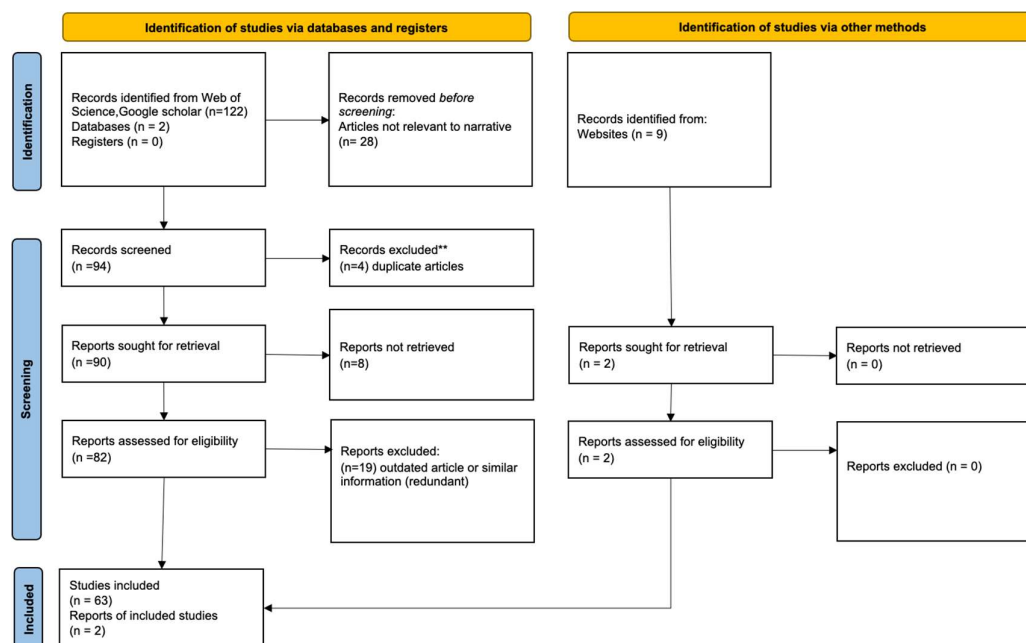 Identification of studies via databases and registers
Identification of studies via other methods
Identification
Records identified from Web of
Science,Google scholar (n=122)
Databases (n = 2)
Registers (n = 0)
Records removed before
screening:
Articles not relevant to narrative
(n= 28)
Records identified from:
Websites (n = 9)
Screening
Records screened
(n =94)
Records excluded**
(n=4) duplicate articles
Reports sought for retrieval
(n =90)
Reports not retrieved
(n=8)
Reports sought for retrieval
(n = 2)
Reports not retrieved
(n = 0)
Reports assessed for eligibility
(n =82)
Reports excluded:
(n=19) outdated article or similar
information (redundant)
Reports assessed for eligibility
(n = 2)
Reports excluded (n = 0)
Included
Studies included
(n = 63)
Reports of included studies
(n = 2)